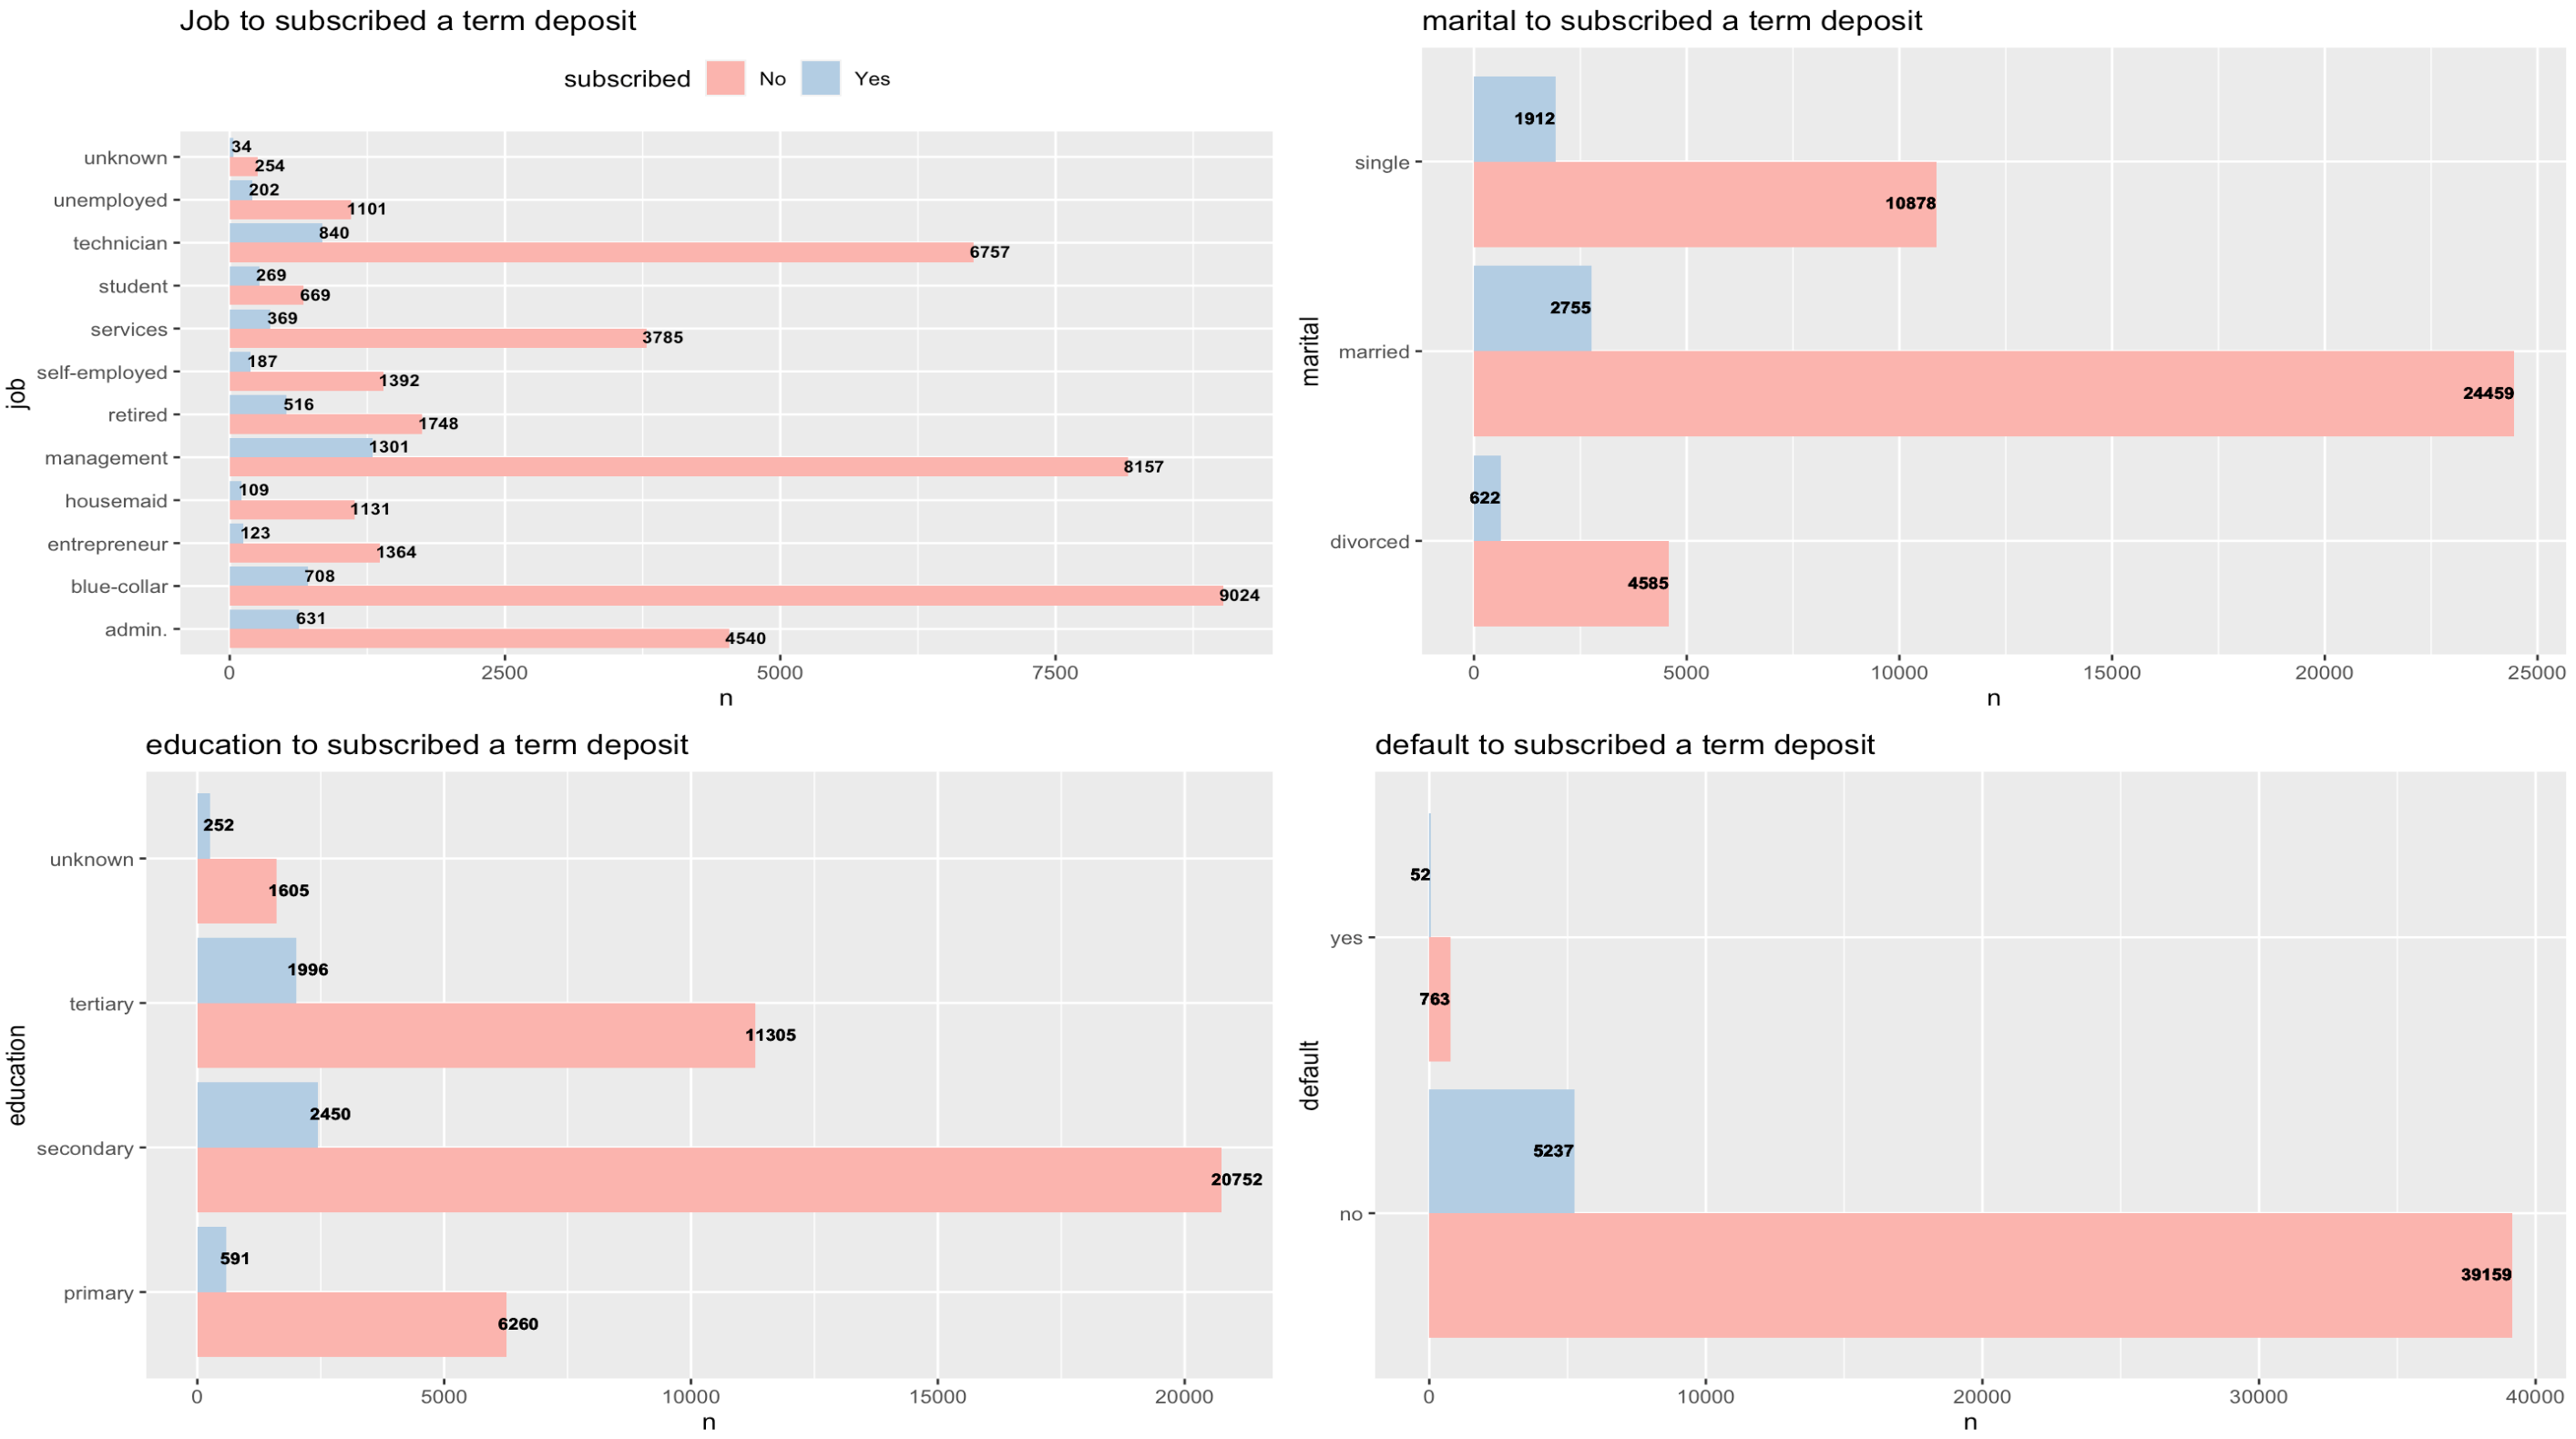 Job to subscribed a term deposit
subscribed No Yes
job
unknown 34
254
unemployed 202
1101
technician 840
6757
student 269
669
services 369
3785
self-employed 187
1392
retired 516
1748
management 1301
8157
housemaid 109
1131
entrepreneur 123
1364
blue-collar 708
9024
admin. 631
4540
0 2500 5000 7500
n
marital to subscribed a term deposit
marital
single 1912
10878
married 2755
24459
divorced 622
4585
0 5000 10000 15000 20000 25000
n
education to subscribed a term deposit
education
unknown 252
1605
tertiary 1996
11305
secondary 2450
20752
primary 591
6260
0 5000 10000 15000 20000
n
default to subscribed a term deposit
default
yes 52
763
no 5237
39159
0 10000 20000 30000 40000
n